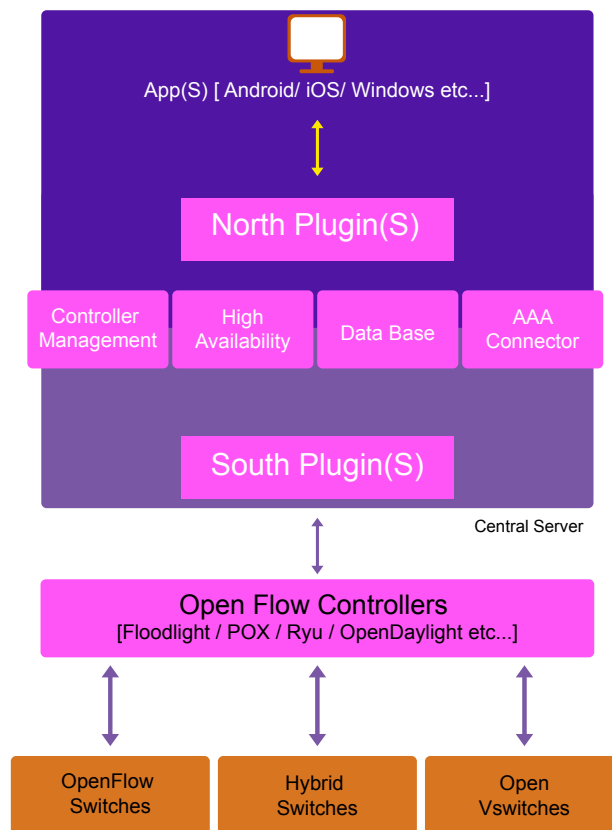 App(S) [ Android/ iOS/ Windows etc...]
North Plugin(S)
Controller
Management
High
Availability
Data Base
AAA
Connector
South Plugin(S)
Central Server
Open Flow Controllers
[Floodlight / POX / Ryu / OpenDaylight etc...]
OpenFlow
Switches
Hybrid
Switches
Open
Vswitches